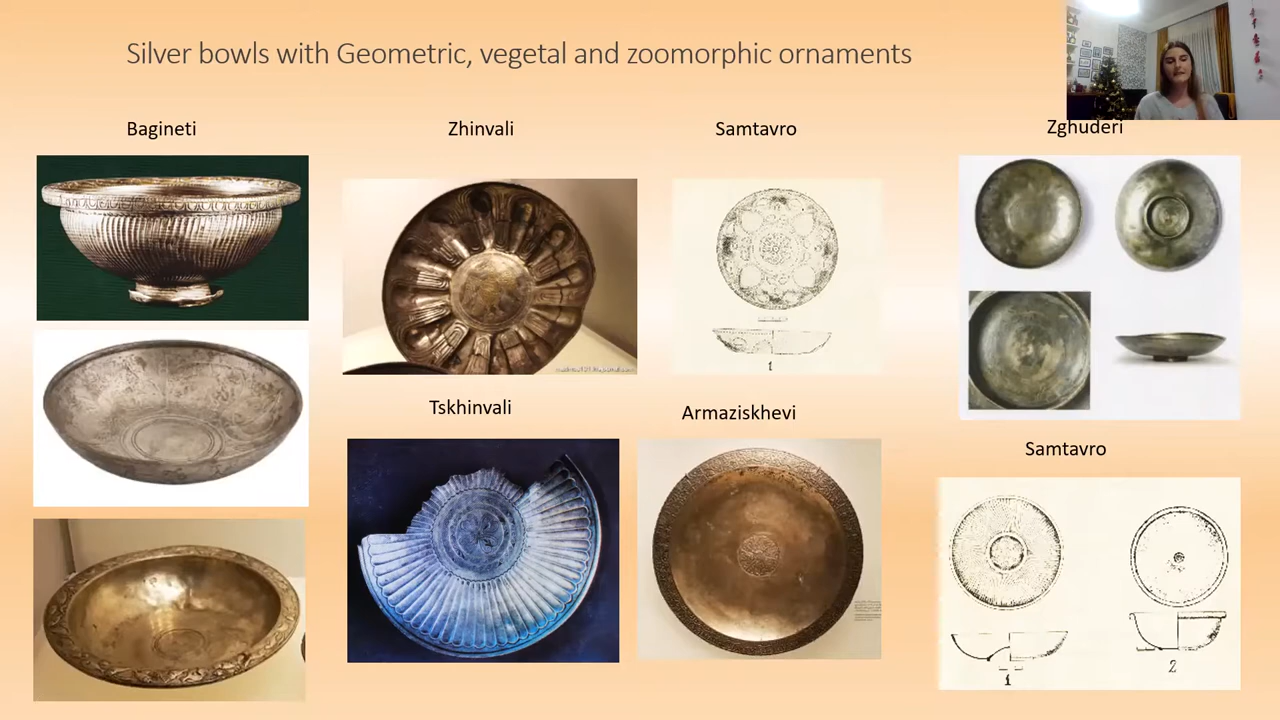 Silver bowls with Geometric, vegetal and zoomorphic ornaments
Bagineti
Zhinvali
Samtavro
Zghuderi
1
Tskhinvali
Armaziskhevi
Samtavro
1
2